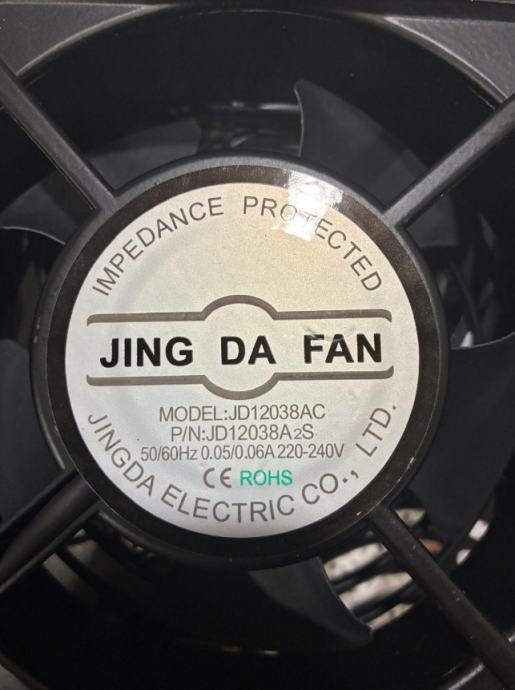 IMPEDANCE PROTECTED
JING DA FAN
MODEL:JD12038AC
P/N:JD12038A2S
50/60Hz 0.05/0.06A 220-240V
CE ROHS
JINGDA ELECTRIC CO., LTD.